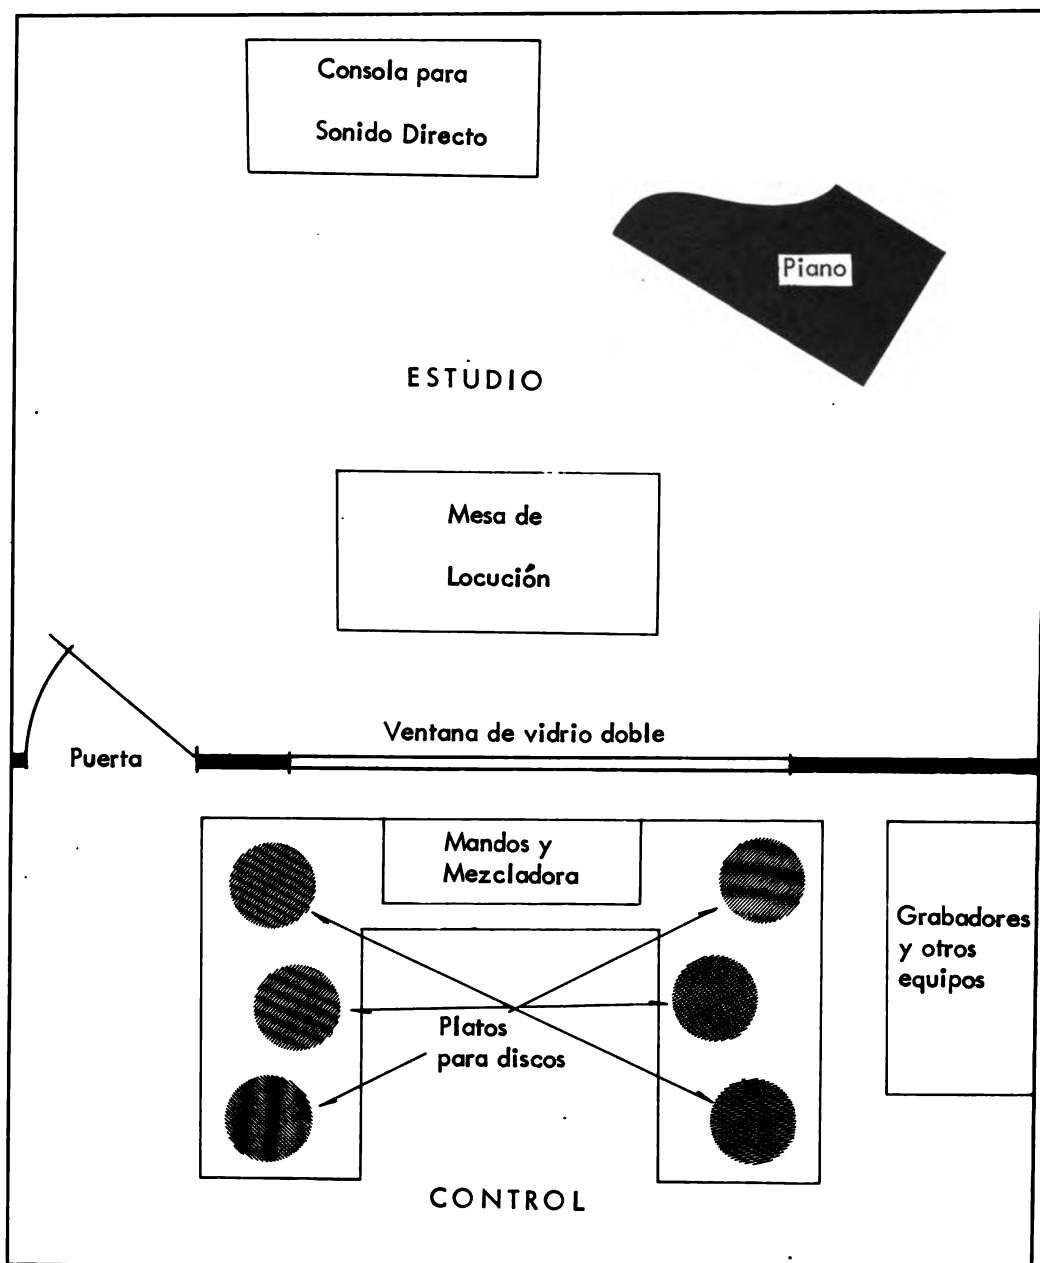 Consola para
Sonido Directo
Piano
ESTUDIO
Mesa de
Locución
Ventana de vidrio doble
Puerta
Mandos y
Mezcladora
Grabadores
y otros
equipos
Platos
para discos
CONTROL